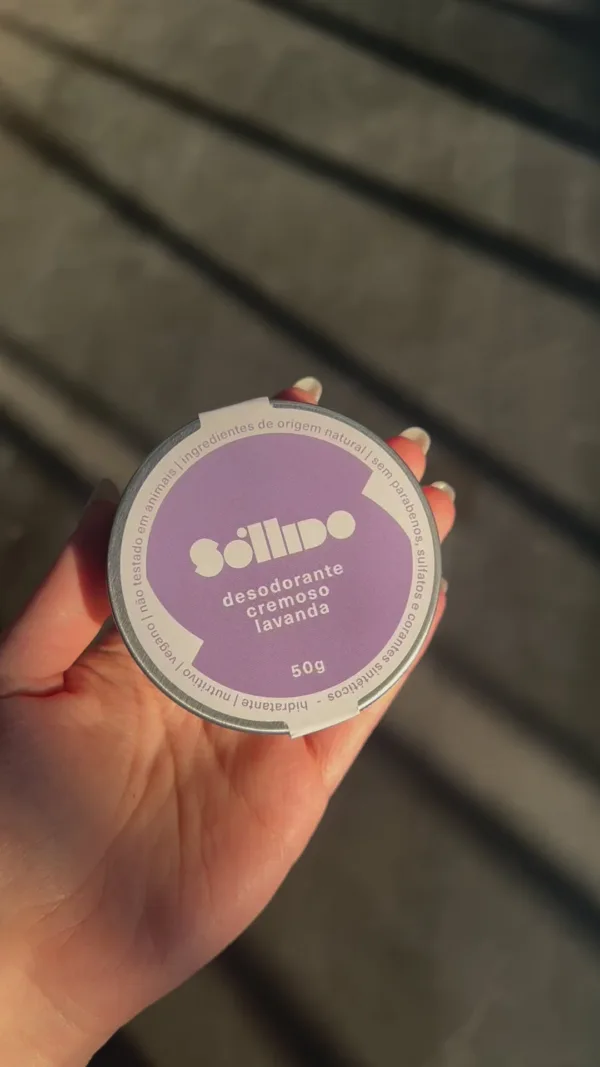 Sóllido
desodorante
cremoso
lavanda
50g
não testado em animais | ingredientes de origem natural | sem parabenos, sulfatos e corantes sintéticos - hidratante | nutritivo | vegano |